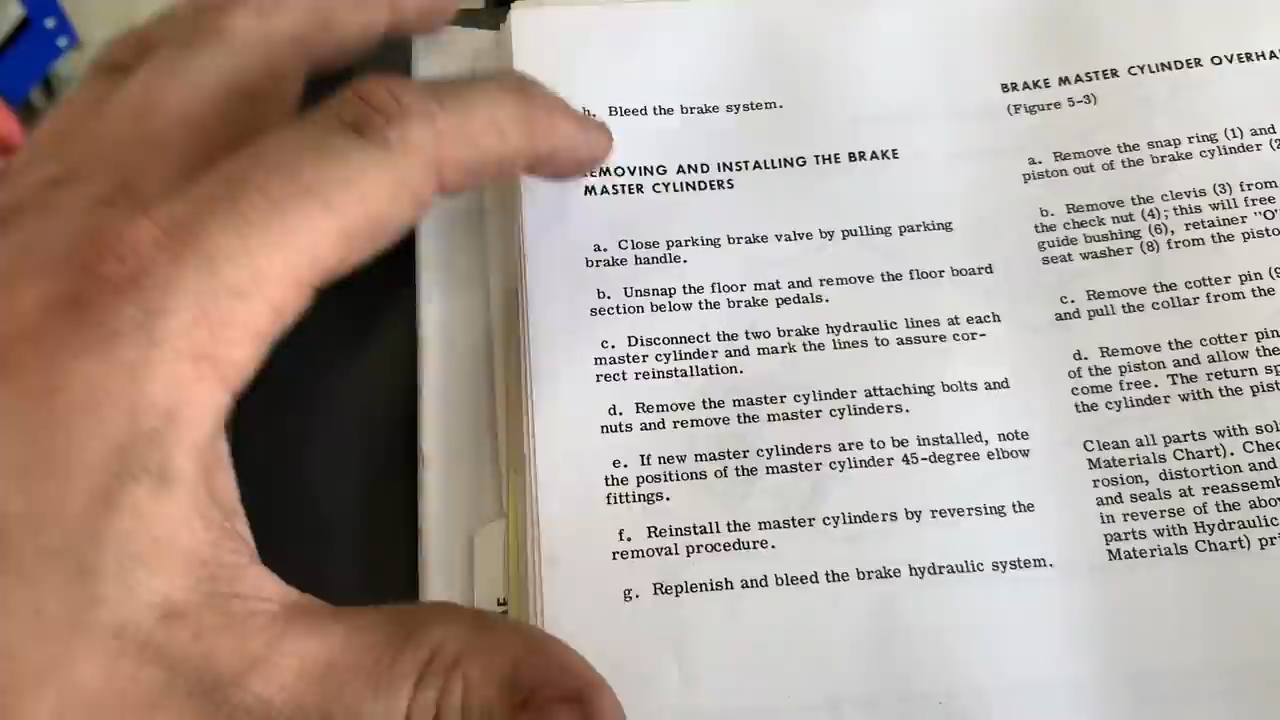 h. Bleed the brake system.
EMOVING AND INSTALLING THE BRAKE
MASTER CYLINDERS
a. Close parking brake valve by pulling parking
brake handle.
b. Unsnap the floor mat and remove the floor board
section below the brake pedals.
c. Disconnect the two brake hydraulic lines at each
master cylinder and mark the lines to assure cor-
rect reinstallation.
d. Remove the master cylinder attaching bolts and
nuts and remove the master cylinders.
e. If new master cylinders are to be installed, note
the positions of the master cylinder 45-degree elbow
fittings.
f. Reinstall the master cylinders by reversing the
removal procedure.
g. Replenish and bleed the brake hydraulic system.
BRAKE MASTER CYLINDER OVERHA
(Figure 5-3)
a. Remove the snap ring (1) and
piston out of the brake cylinder (2
b. Remove the clevis (3) from
the check nut (4); this will free
guide bushing (6), retainer "O"
seat washer (8) from the pisto
c. Remove the cotter pin (9
and pull the collar from the
d. Remove the cotter pin
of the piston and allow the
come free. The return sp
the cylinder with the pist
Clean all parts with sol
Materials Chart). Chec
rosion, distortion and
and seals at reassemb
in reverse of the abo
parts with Hydraulic
Materials Chart) pri